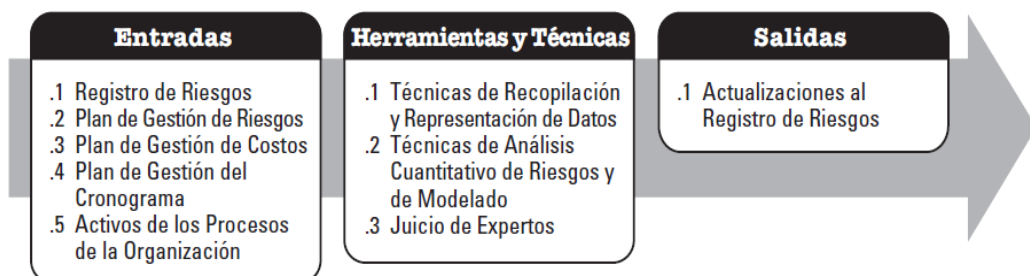 Entradas
.1 Registro de Riesgos
.2 Plan de Gestión de Riesgos
.3 Plan de Gestión de Costos
.4 Plan de Gestión del
Cronograma
.5 Activos de los Procesos
de la Organización
Herramientas y Técnicas
.1 Técnicas de Recopilación
y Representación de Datos
.2 Técnicas de Análisis
Cuantitativo de Riesgos y
de Modelado
.3 Juicio de Expertos
Salidas
.1 Actualizaciones al
Registro de Riesgos